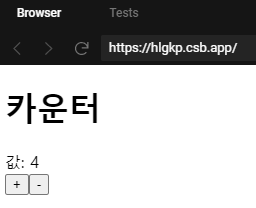 Browser Tests
https://hlgkp.csb.app/
카운터
값: 4
+ -